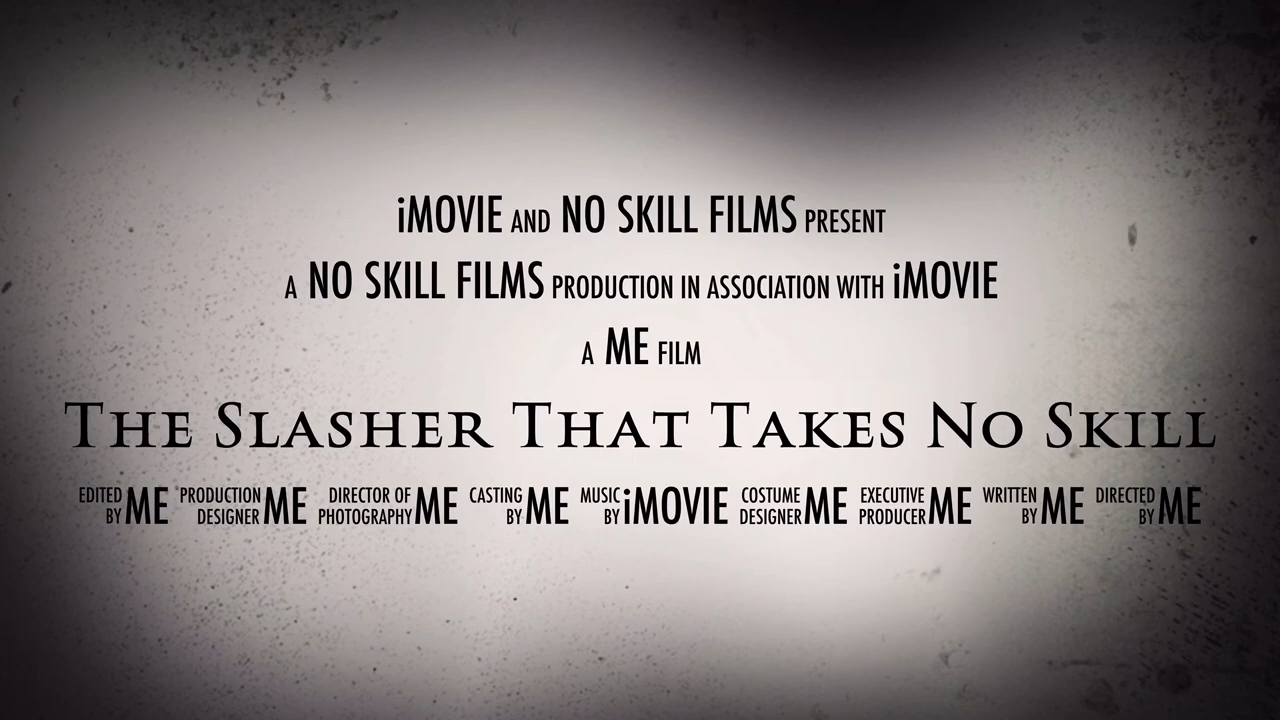 iMOVIE AND NO SKILL FILMS PRESENT
A NO SKILL FILMS PRODUCTION IN ASSOCIATION WITH iMOVIE
A ME FILM
THE SLASHER THAT TAKES NO SKILL
EDITED BY ME PRODUCTION DESIGNER ME DIRECTOR OF PHOTOGRAPHY ME CASTING BY ME MUSIC BY iMOVIE COSTUME DESIGNER ME EXECUTIVE PRODUCER ME WRITTEN BY ME DIRECTED BY ME